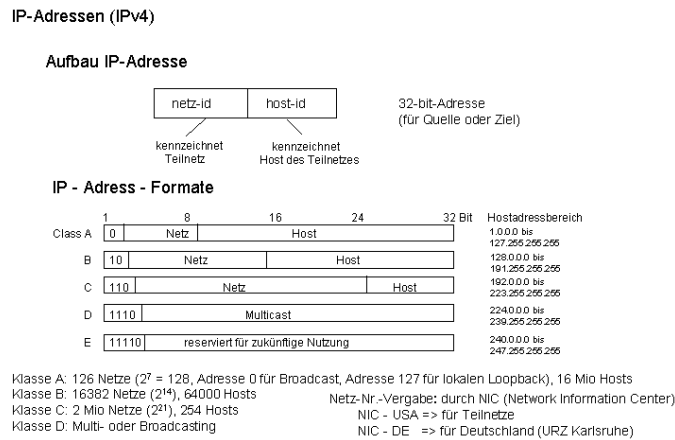 IP-Adressen (IPv4)
Aufbau IP-Adresse
netz-id host-id
32-bit-Adresse
(für Quelle oder Ziel)
kennzeichnet
Teilnetz
kennzeichnet
Host des Teilnetzes
IP - Adress - Formate
1 8 16 24 32 Bit Hostadressbereich
Class A 0 Netz Host 1.0.0.0 bis
127.255.255.255
B 10 Netz Host 128.0.0.0 bis
191.255.255.255
C 110 Netz Host 192.0.0.0 bis
223.255.255.255
D 1110 Multicast 224.0.0.0 bis
239.255.255.255
E 11110 reserviert für zukünftige Nutzung 240.0.0.0 bis
247.255.255.255
Klasse A: 126 Netze (2⁷ = 128, Adresse 0 für Broadcast, Adresse 127 für lokalen Loopback), 16 Mio Hosts
Klasse B: 16382 Netze (2¹⁴), 64000 Hosts
Klasse C: 2 Mio Netze (2²¹), 254 Hosts
Klasse D: Multi- oder Broadcasting
Netz-Nr.-Vergabe: durch NIC (Network Information Center)
NIC - USA => für Teilnetze
NIC - DE => für Deutschland (URZ Karlsruhe)